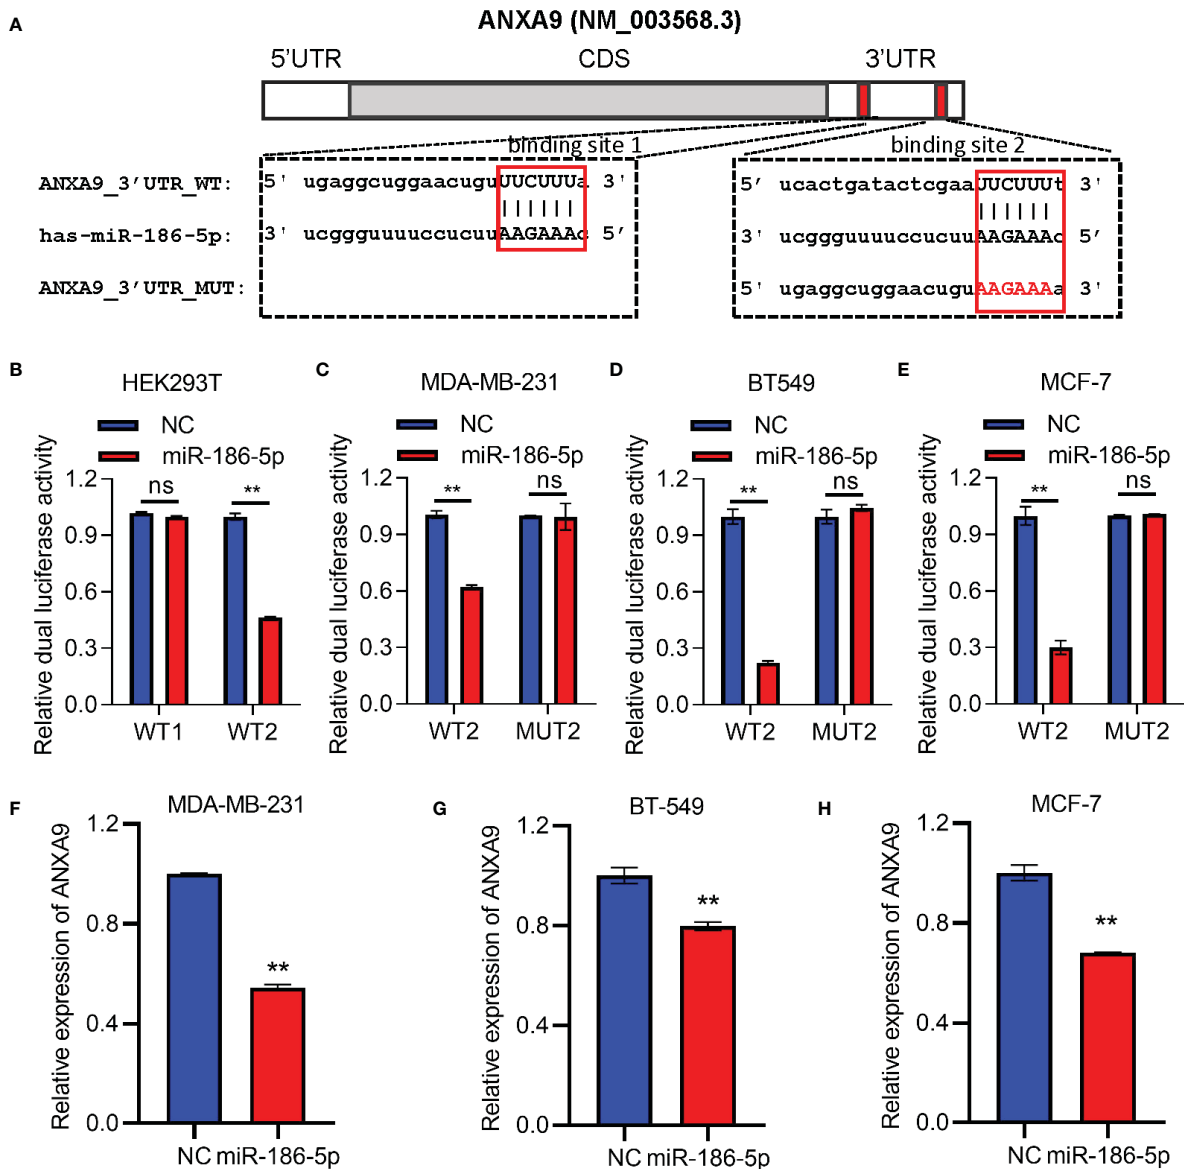 A
ANXA9 (NM_003568.3)
5'UTR CDS 3'UTR
binding site 1 binding site 2
ANXA9_3'UTR_WT: 5' ugaggcuggaacuguUUCUUUa 3' 5' ucactgatactcgaaUUCUUUt 3'
has-miR-186-5p: 3' ucggguuuuccucuuAAGAAAc 5' 3' ucggguuuuccucuuAAGAAAc 5'
ANXA9_3'UTR_MUT: 5' ugaggcuggaacuguAAGAAAa 3'
B
HEK293T
NC
miR-186-5p
Relative dual luciferase activity
1.2
0.9
0.6
0.3
0.0
ns
**
WT1 WT2
C
MDA-MB-231
NC
miR-186-5p
Relative dual luciferase activity
1.2
0.9
0.6
0.3
0.0
**
ns
WT2 MUT2
D
BT549
NC
miR-186-5p
Relative dual luciferase activity
1.2
0.9
0.6
0.3
0.0
**
ns
WT2 MUT2
E
MCF-7
NC
miR-186-5p
Relative dual luciferase activity
1.2
0.9
0.6
0.3
0.0
**
ns
WT2 MUT2
F
MDA-MB-231
Relative expression of ANXA9
1.2
0.8
0.4
0.0
**
NC miR-186-5p
G
BT-549
Relative expression of ANXA9
1.2
0.8
0.4
0.0
**
NC miR-186-5p
H
MCF-7
Relative expression of ANXA9
1.2
0.8
0.4
0.0
**
NC miR-186-5p